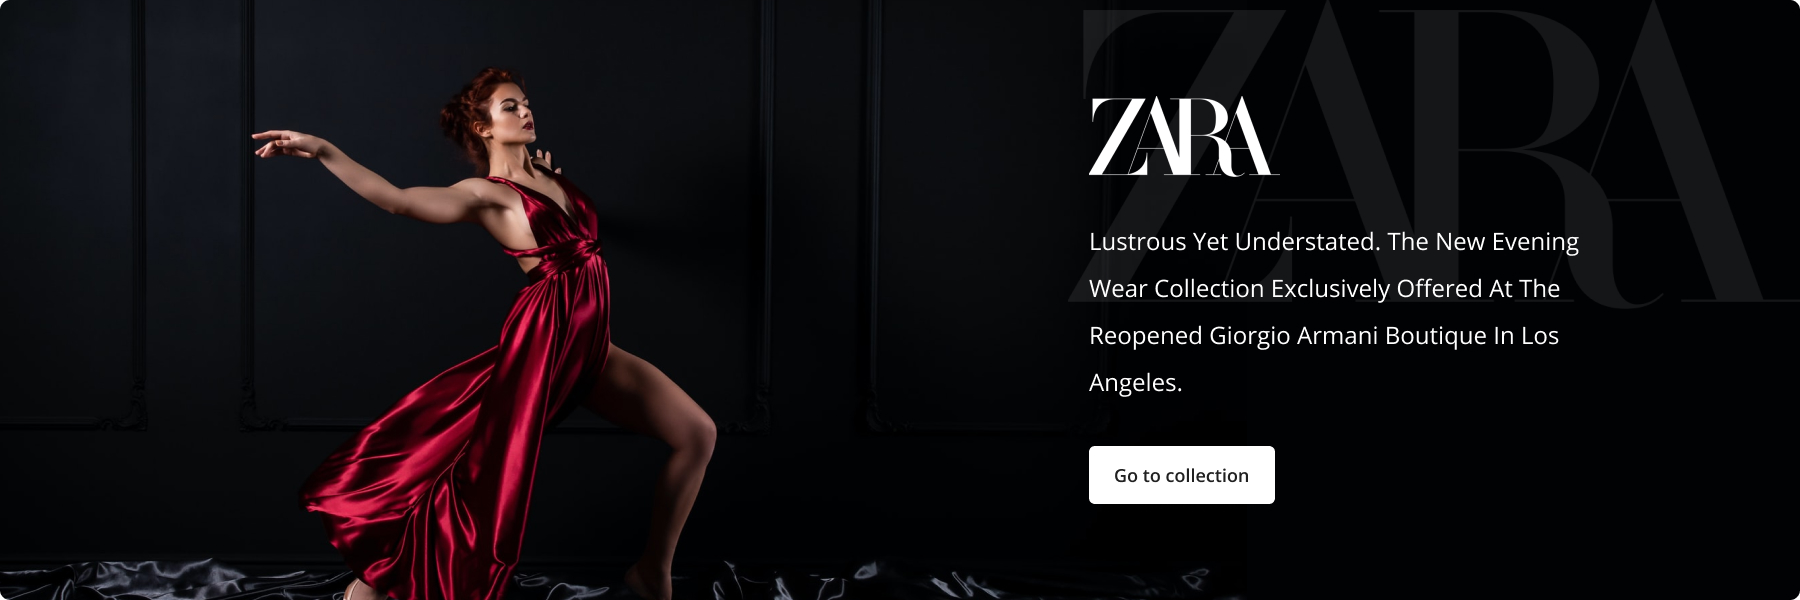 ZARA
ZARA
Lustrous Yet Understated. The New Evening
Wear Collection Exclusively Offered At The
Reopened Giorgio Armani Boutique In Los
Angeles.
Go to collection